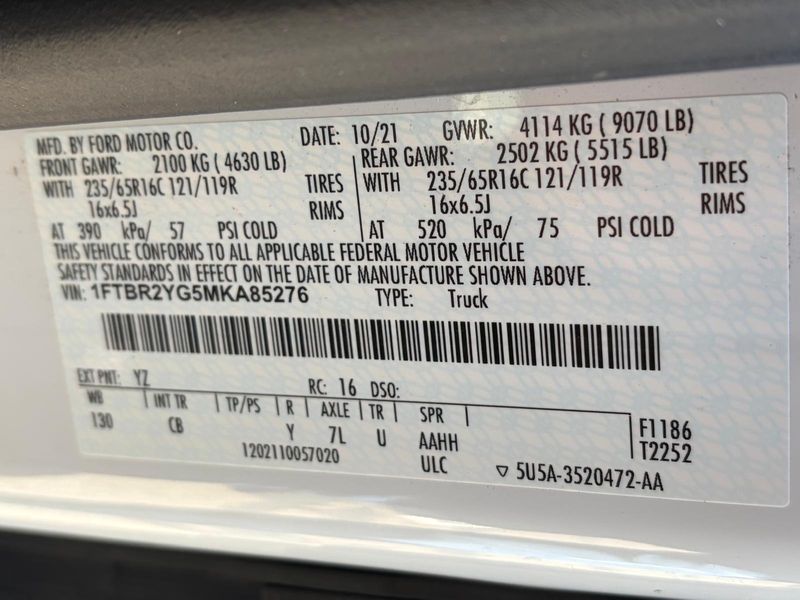 MFD. BY FORD MOTOR CO. DATE: 10/21 GVWR: 4114 KG ( 9070 LB)
FRONT GAWR: 2100 KG ( 4630 LB) REAR GAWR: 2502 KG ( 5515 LB)
WITH 235/65R16C 121/119R TIRES WITH 235/65R16C 121/119R TIRES
16x6.5J RIMS 16x6.5J RIMS
AT 390 kPa/ 57 PSI COLD AT 520 kPa/ 75 PSI COLD
THIS VEHICLE CONFORMS TO ALL APPLICABLE FEDERAL MOTOR VEHICLE
SAFETY STANDARDS IN EFFECT ON THE DATE OF MANUFACTURE SHOWN ABOVE.
VIN: 1FTBR2YG5MKA85276 TYPE: Truck
EXT PNT: YZ RC: 16 DSO:
WB INT TR TP/PS R AXLE TR SPR F1186
130 CB Y 7L U AAHH T2252
1202110057020 ULC ▽ 5U5A-3520472-AA